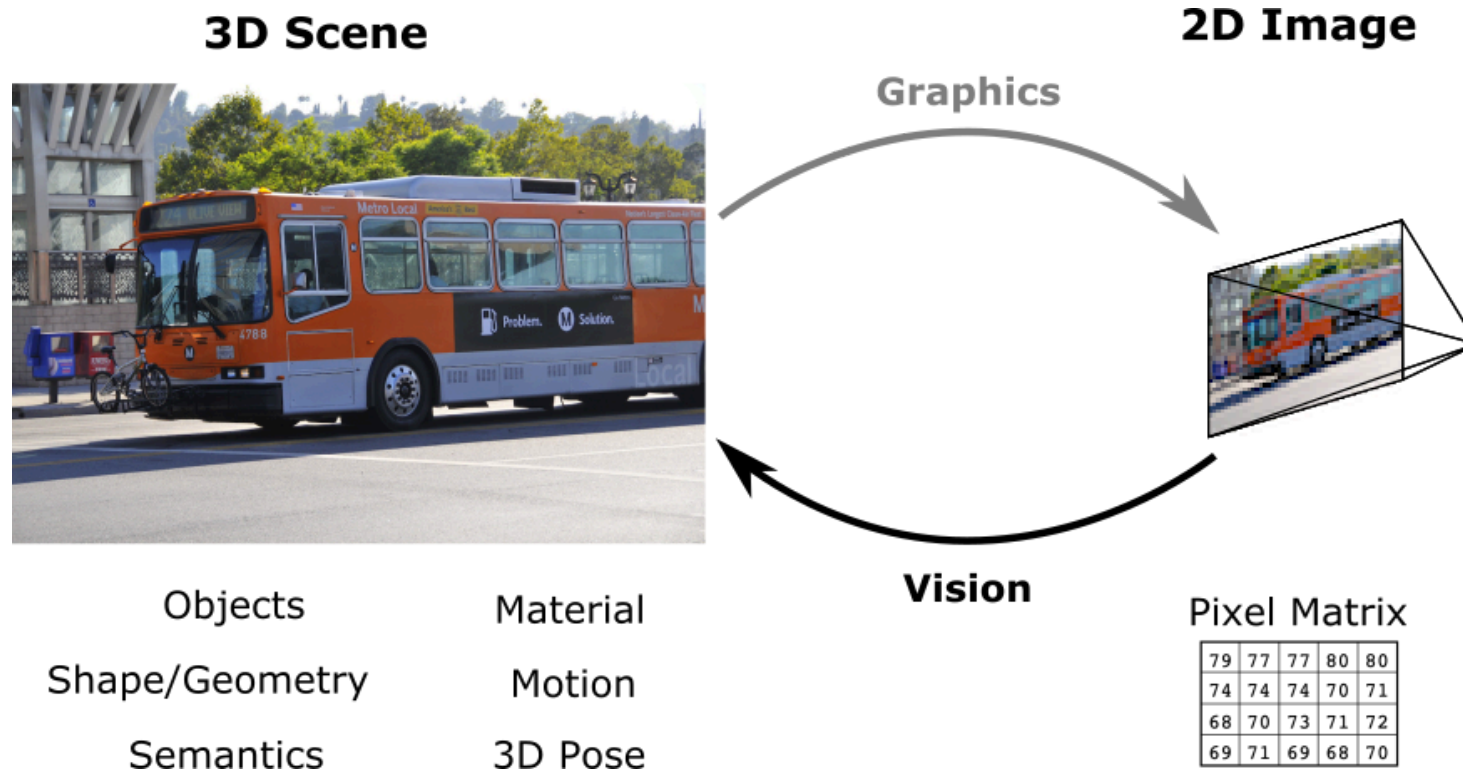 3D Scene
2D Image
Graphics
Metro Local
4788
Problem.
M Solution.
M
Local
Vision
Objects
Material
Shape/Geometry
Motion
Semantics
3D Pose
Pixel Matrix
79 77 77 80 80
74 74 74 70 71
68 70 73 71 72
69 71 69 68 70